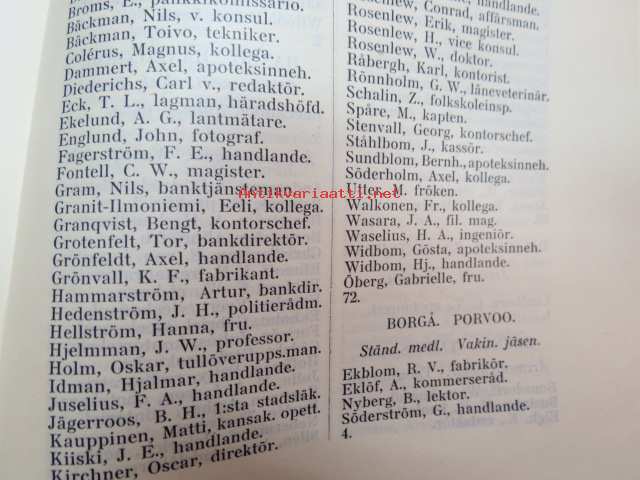 Broms, E., pankkikomissario.
Bäckman, Nils, v. konsul.
Bäckman, Toivo, tekniker.
Colérus, Magnus, kollega.
Dammert, Axel, apoteksinneh.
Diederichs, Carl v., redaktör.
Eck, T. L., lagman, häradshöfd.
Ekelund, A. G., lantmätare.
Englund, John, fotograf.
Fagerström, F. E., handlande.
Fontell, C. W., magister.
Gram, Nils, banktjänsteman.
Granit-Ilmoniemi, Eeli, kollega.
Granqvist, Bengt, kontorschef.
Grotenfelt, Tor, bankdirektör.
Grönfeldt, Axel, handlande.
Grönvall, K. F., fabrikant.
Hammarström, Artur, bankdir.
Hedenström, J. H., politierådm.
Hellström, Hanna, fru.
Hjelmman, J. W., professor.
Holm, Oskar, tullöverupps.man.
Idman, Hjalmar, handlande.
Juselius, F. A., handlande.
Jägerroos, B. H., 1:sta stadsläk.
Kauppinen, Matti, kansak. opett.
Kiiski, J. E., handlande.
Kirchner, Oscar, direktör.
handlande.
Rosenlew, Conrad, affärsman.
Rosenlew, Erik, magister.
Rosenlew, H., vice konsul.
Rosenlew, W., doktor.
Råbergh, Karl, kontorist.
Rönnholm, G. W., låneveterinär.
Schalin, Z., folkskoleinsp.
Spåre, M., kapten.
Stenvall, Georg, kontorschef.
Ståhlbom, J., kassör.
Sundblom, Bernh., apoteksinneh.
Söderholm, Axel, kollega.
Utter, M. fröken.
Walkonen, Fr., kollega.
Wasara, J. A., fil. mag.
Waselius, H. A., ingeniör.
Widbom, Gösta, apoteksinneh.
Widbom, Hj., handlande.
Öberg, Gabrielle, fru.
72.
BORGÅ. PORVOO.
Ständ. medl. Vakin. jäsen.
Ekblom, R. V., fabrikör.
Eklöf, A., kommerseråd.
Nyberg, B., lektor.
Söderström, G., handlande.
4.
Antikvariaatti.net